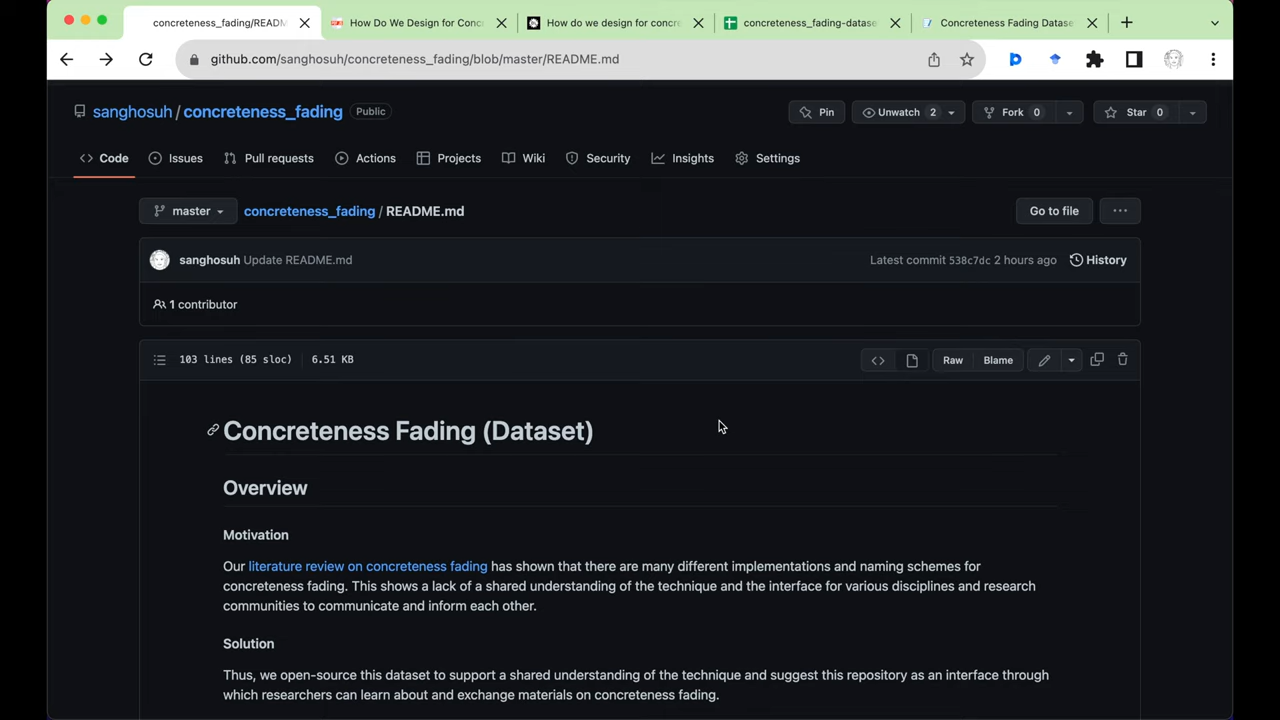 concreteness_fading/READM
How Do We Design for Conc
How do we design for concre
concreteness_fading-datase
Concreteness Fading Datase
github.com/sanghosuh/concreteness_fading/blob/master/README.md
sanghosuh / concreteness_fading Public
Pin
Unwatch 2
Fork 0
Star 0
Code
Issues
Pull requests
Actions
Projects
Wiki
Security
Insights
Settings
master
concreteness_fading / README.md
Go to file
sanghosuh Update README.md
Latest commit 538c7dc 2 hours ago
History
1 contributor
103 lines (85 sloc)
6.51 KB
Raw
Blame
Concreteness Fading (Dataset)
Overview
Motivation
Our literature review on concreteness fading has shown that there are many different implementations and naming schemes for
concreteness fading. This shows a lack of a shared understanding of the technique and the interface for various disciplines and research
communities to communicate and inform each other.
Solution
Thus, we open-source this dataset to support a shared understanding of the technique and suggest this repository as an interface through
which researchers can learn about and exchange materials on concreteness fading.